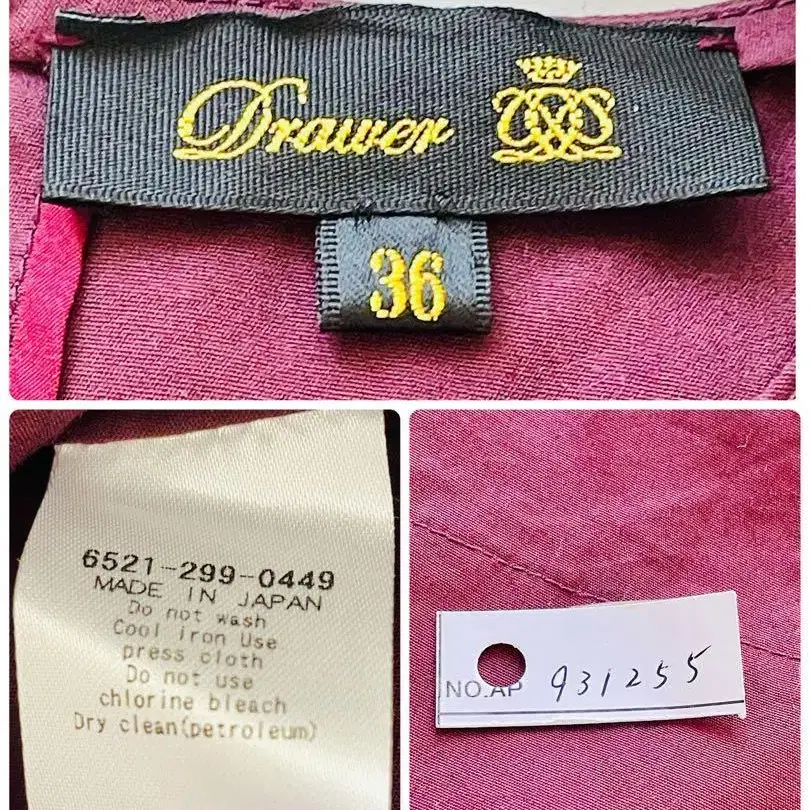 Drawer
36
6521-299-0449
MADE IN JAPAN
Do not wash
Cool iron Use
press cloth
Do not use
chlorine bleach
Dry clean(petroleum)
NO.AP 931255